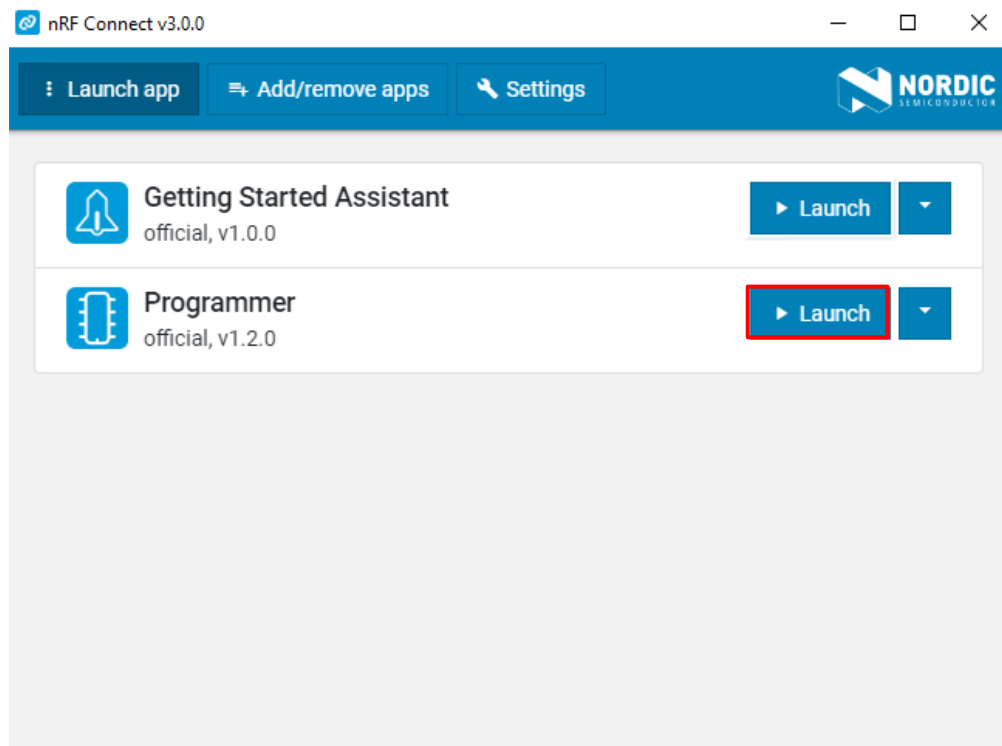 nRF Connect v3.0.0
Launch app Add/remove apps Settings NORDIC
SEMICONDUCTOR
Getting Started Assistant
official, v1.0.0
Launch
Programmer
official, v1.2.0
Launch